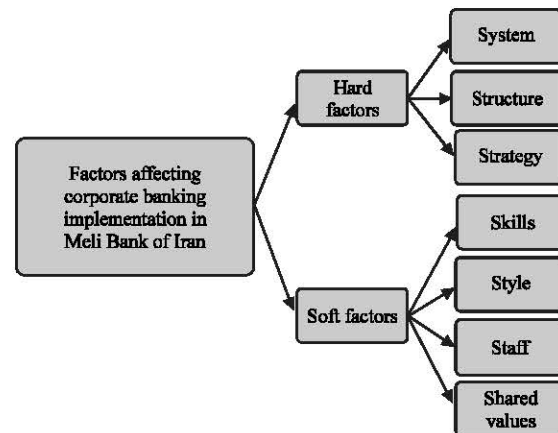 Factors affecting
corporate banking
implementation in
Meli Bank of Iran
Hard
factors
System
Structure
Strategy
Soft factors
Skills
Style
Staff
Shared
values